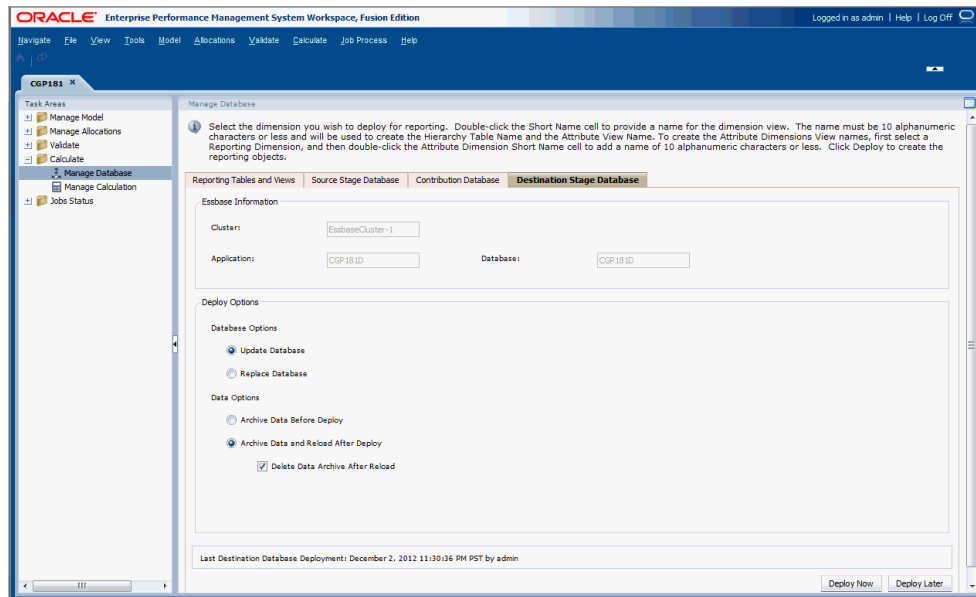 ORACLE® Enterprise Performance Management System Workspace, Fusion Edition
Logged in as admin | Help | Log Off
Navigate File View Tools Model Allocations Validate Calculate Job Process Help
CGP181 ×
Task Areas
Manage Model
Manage Allocations
Validate
Calculate
Manage Database
Manage Calculation
Jobs Status
Manage Database
Select the dimension you wish to deploy for reporting. Double-click the Short Name cell to provide a name for the dimension view. The name must be 10 alphanumeric
characters or less and will be used to create the Hierarchy Table Name and the Attribute View Name. To create the Attribute Dimensions View names, first select a
Reporting Dimension, and then double-click the Attribute Dimension Short Name cell to add a name of 10 alphanumeric characters or less. Click Deploy to create the
reporting objects.
Reporting Tables and Views Source Stage Database Contribution Database Destination Stage Database
Essbase Information
Cluster: EssbaseCluster-1
Application: CGP181D Database: CGP181D
Deploy Options
Database Options
Update Database
Replace Database
Data Options
Archive Data Before Deploy
Archive Data and Reload After Deploy
Delete Data Archive After Reload
Last Destination Database Deployment: December 2, 2012 11:30:36 PM PST by admin
Deploy Now Deploy Later